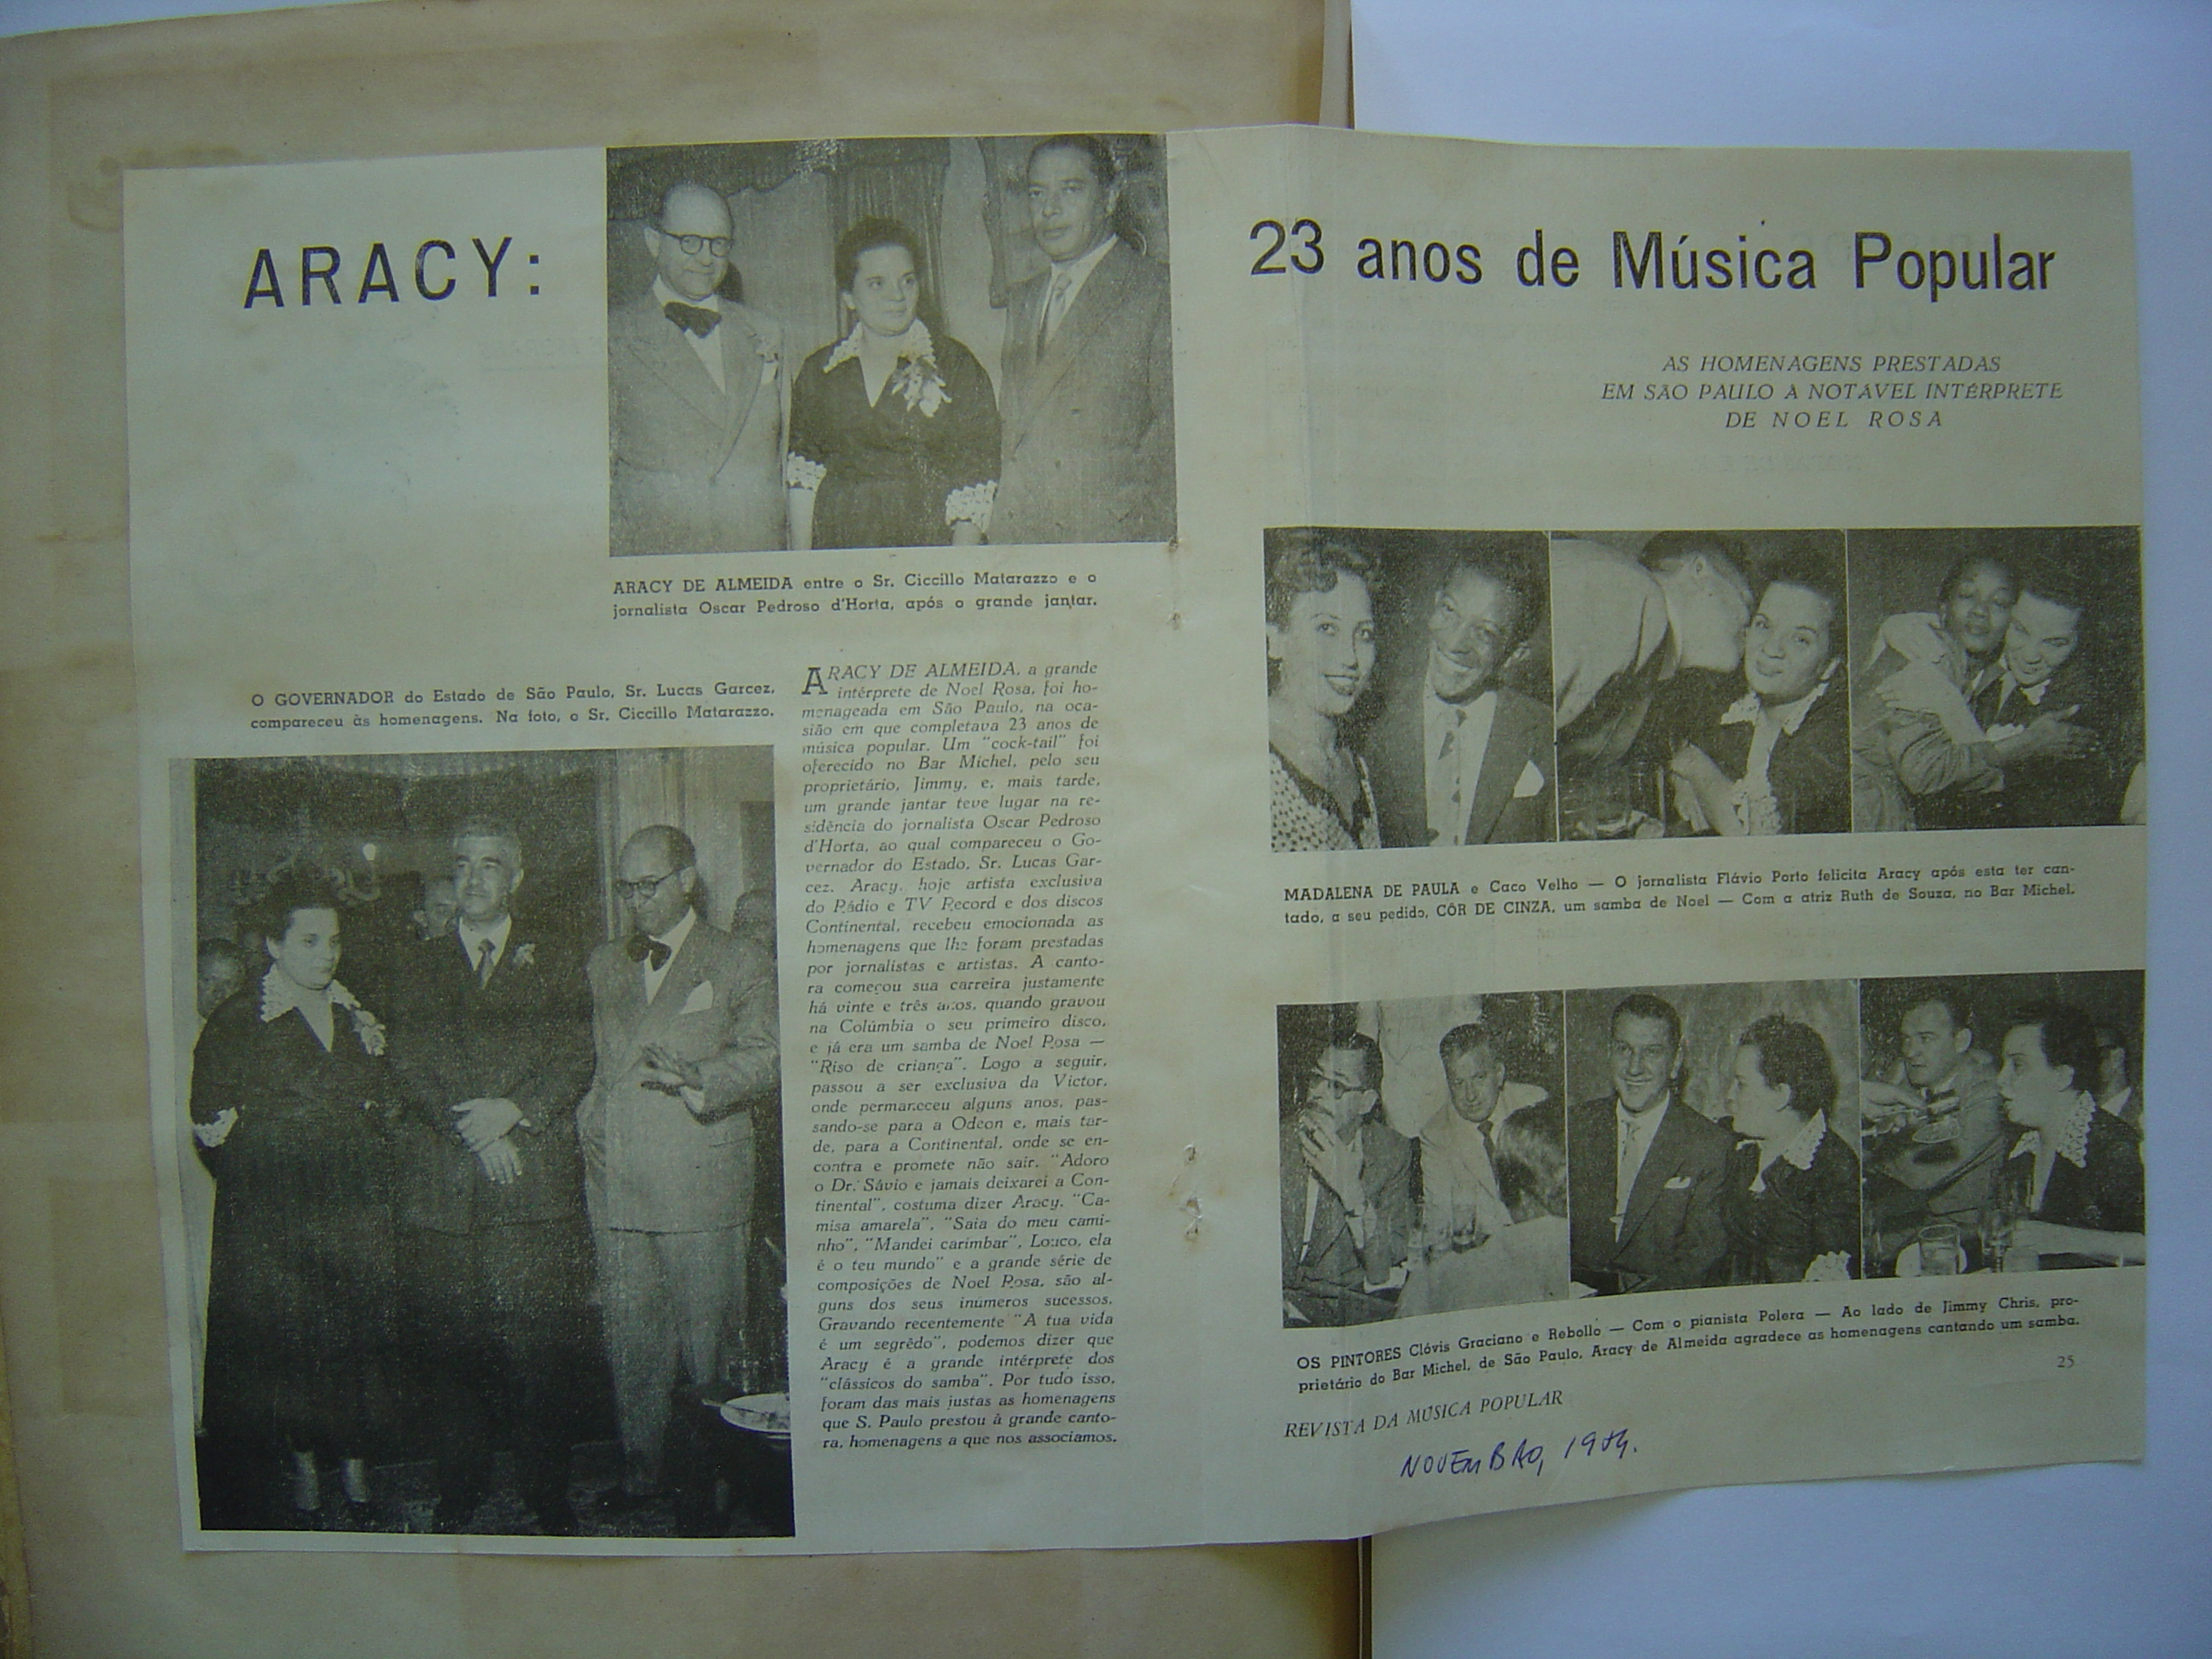 ARACY:
ARACY DE ALMEIDA entre o Sr. Ciccillo Matarazzo e o
jornalista Oscar Pedroso d'Horta, após o grande jantar.
O GOVERNADOR do Estado de São Paulo, Sr. Lucas Garcez,
compareceu às homenagens. Na foto, o Sr. Ciccillo Matarazzo.
ARACY DE ALMEIDA, a grande
intérprete de Noel Rosa, foi ho-
menageada em São Paulo, na oca-
sião em que completava 23 anos de
música popular. Um "cock-tail" foi
oferecido no Bar Michel, pelo seu
proprietário, Jimmy, e, mais tarde,
um grande jantar teve lugar na re-
sidência do jornalista Oscar Pedroso
d'Horta, ao qual compareceu o Go-
vernador do Estado, Sr. Lucas Gar-
cez. Aracy, hoje artista exclusiva
do Rádio e TV Record e dos discos
Continental, recebeu emocionada as
homenagens que lhe foram prestadas
por jornalistas e artistas. A canto-
ra começou sua carreira justamente
há vinte e três anos, quando gravou
na Colúmbia o seu primeiro disco,
e já era um samba de Noel Rosa —
"Riso de criança". Logo a seguir,
passou a ser exclusiva da Victor,
onde permaneceu alguns anos, pas-
sando-se para a Odeon e, mais tar-
de, para a Continental, onde se en-
contra e promete não sair. "Adoro
o Dr. Sávio e jamais deixarei a Con-
tinental", costuma dizer Aracy. "Ca-
misa amarela", "Saia do meu cami-
nho", "Mandei carimbar", Louco, ela
é o teu mundo" e a grande série de
composições de Noel Rosa, são al-
guns dos seus inúmeros sucessos.
Gravando recentemente "A tua vida
é um segrêdo", podemos dizer que
Aracy é a grande intérprete dos
"clássicos do samba". Por tudo isso,
foram das mais justas as homenagens
que S. Paulo prestou à grande canto-
ra, homenagens a que nos associamos.
23 anos de Música Popular
AS HOMENAGENS PRESTADAS
EM SÃO PAULO A NOTÁVEL INTÉRPRETE
DE NOEL ROSA
MADALENA DE PAULA e Caco Velho — O jornalista Flávio Porto felicita Aracy após esta ter can-
tado, a seu pedido, CÔR DE CINZA, um samba de Noel — Com a atriz Ruth de Souza, no Bar Michel.
OS PINTORES Clóvis Graciano e Rebollo — Com o pianista Polera — Ao lado de Jimmy Chris, pro-
prietário do Bar Michel, de São Paulo, Aracy de Almeida agradece as homenagens cantando um samba.
25
REVISTA DA MÚSICA POPULAR
NOVEMBRO,